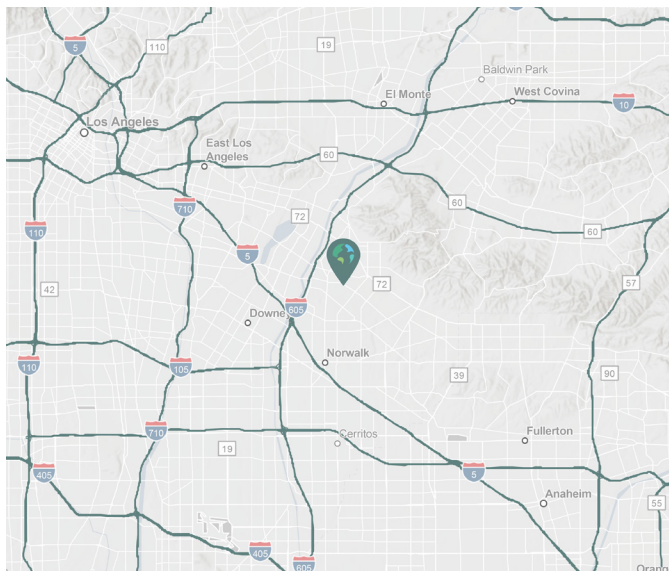 5
110
19
Baldwin Park
El Monte
West Covina
10
Los Angeles
East Los
Angeles
60
710
60
72
110
60
5
72
57
42
605
Downey
Norwalk
110
105
39
90
710
Cerritos
Fullerton
19
405
5
Anaheim
55
405
605
Orang